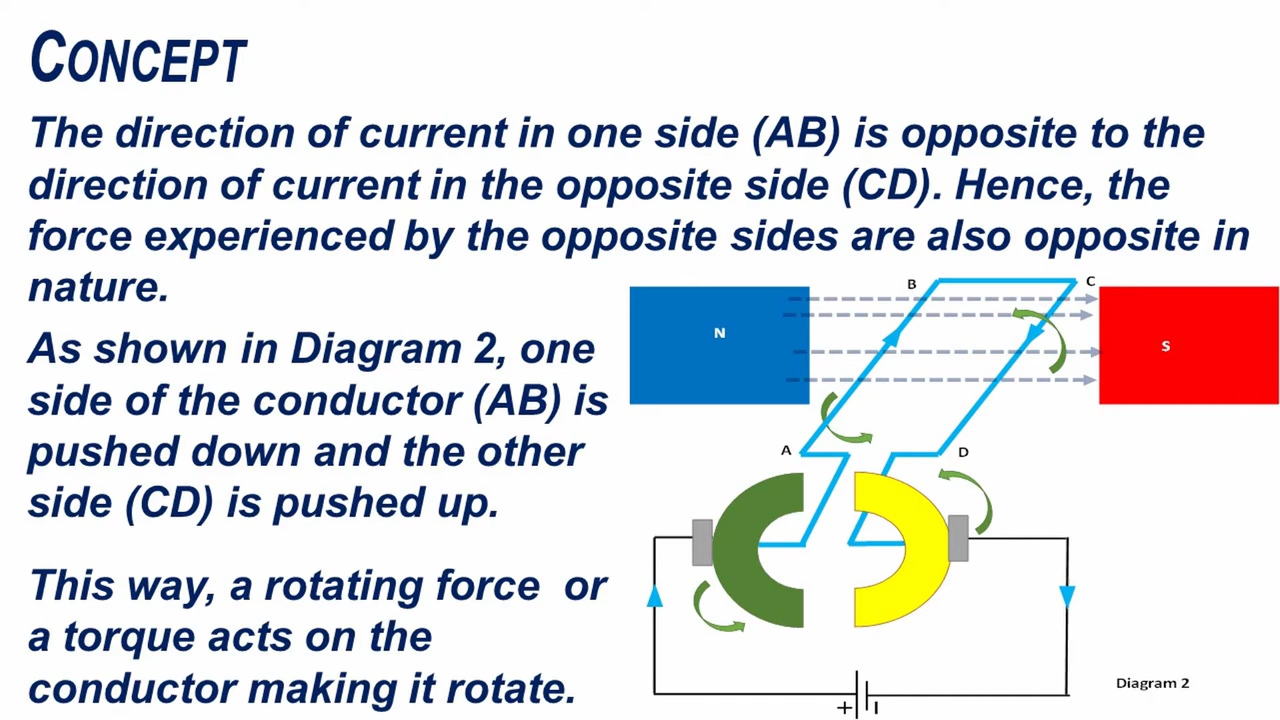 CONCEPT
The direction of current in one side (AB) is opposite to the
direction of current in the opposite side (CD). Hence, the
force experienced by the opposite sides are also opposite in
nature.
As shown in Diagram 2, one
side of the conductor (AB) is
pushed down and the other
side (CD) is pushed up.
This way, a rotating force or
a torque acts on the
conductor making it rotate.
B
C
N
S
A
D
+
Diagram 2